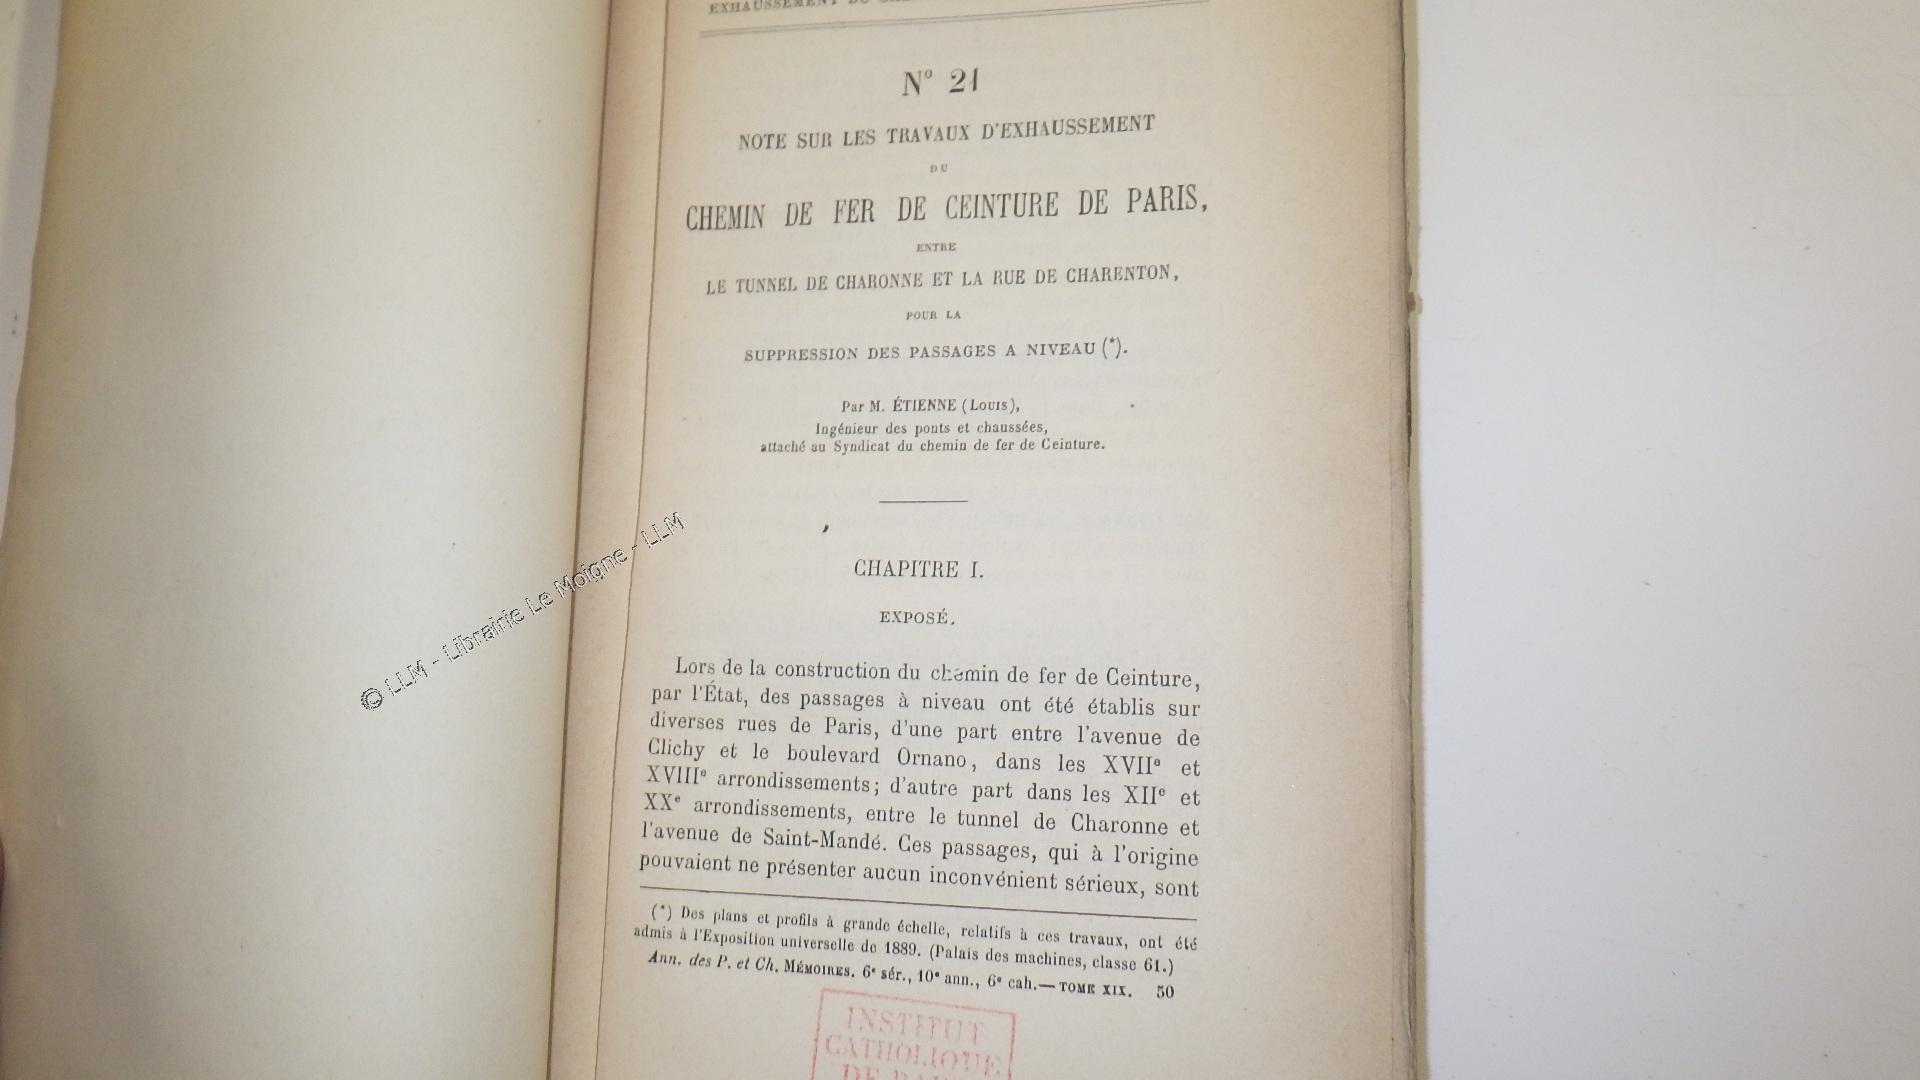 EXHAUSSEMENT DU
N° 21
NOTE SUR LES TRAVAUX D'EXHAUSSEMENT
DU
CHEMIN DE FER DE CEINTURE DE PARIS,
ENTRE
LE TUNNEL DE CHARONNE ET LA RUE DE CHARENTON,
POUR LA
SUPPRESSION DES PASSAGES A NIVEAU (*).
Par M. ÉTIENNE (LOUIS),
Ingénieur des ponts et chaussées,
attaché au Syndicat du chemin de fer de Ceinture.
CHAPITRE I.
EXPOSÉ.
Lors de la construction du chemin de fer de Ceinture,
par l'État, des passages à niveau ont été établis sur
diverses rues de Paris, d'une part entre l'avenue de
Clichy et le boulevard Ornano, dans les XVIIe et
XVIIIe arrondissements; d'autre part dans les XIIe et
XXe arrondissements, entre le tunnel de Charonne et
l'avenue de Saint-Mandé. Ces passages, qui à l'origine
pouvaient ne présenter aucun inconvénient sérieux, sont
(*) Des plans et profils à grande échelle, relatifs à ces travaux, ont été
admis à l'Exposition universelle de 1889. (Palais des machines, classe 61.)
Ann. des P. et Ch. MÉMOIRES. 6e sér., 10e ann., 6e cah.— TOME XIX. 50
INSTITUT
CATHOLIQUE
DE
© LLM - Librairie Le Moigne - LLM